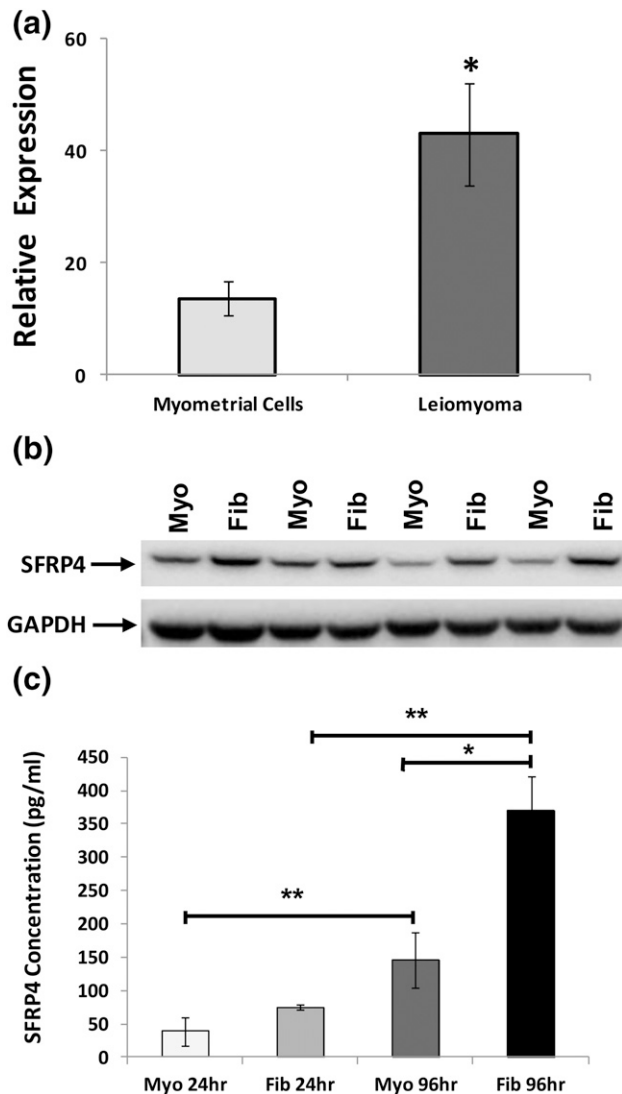 (a)
60
40
20
0
Relative Expression
*
Myometrial Cells Leiomyoma
(b)
Myo Fib Myo Fib Myo Fib Myo Fib
SFRP4
GAPDH
(c)
SFRP4 Concentration (pg/ml)
450
400
350
300
250
200
150
100
50
0
**
*
**
Myo 24hr Fib 24hr Myo 96hr Fib 96hr